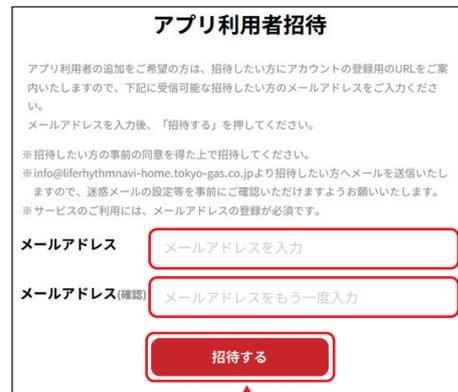 アプリ利用者招待
アプリ利用者の追加をご希望の方は、招待したい方にアカウントの登録用のURLをご案
内いたしますので、下記に受信可能な招待したい方のメールアドレスをご入力くださ
い。
メールアドレスを入力後、「招待する」を押してください。
※招待したい方の事前の同意を得た上で招待してください。
※info@liferhythmnavi-home.tokyo-gas.co.jpより招待したい方へメールを送信いたし
ますので、迷惑メールの設定等を事前にご確認いただけますようお願いいたします。
※サービスのご利用には、メールアドレスの登録が必須です。
メールアドレス メールアドレスを入力
メールアドレス(確認) メールアドレスをもう一度入力
招待する